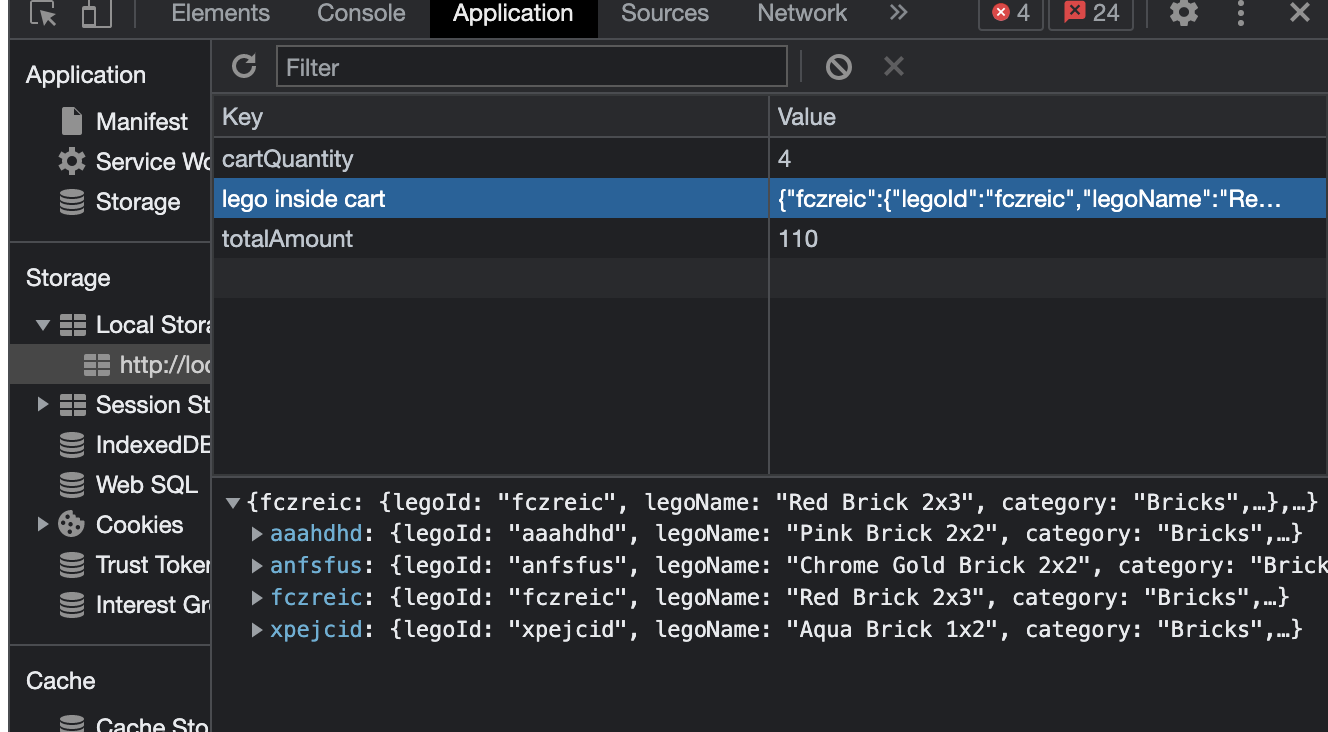 Elements Console Application Sources Network » 4 24
Application
Manifest
Service Wo
Storage
Storage
Local Stora
http://loc
Session St
IndexedDB
Web SQL
Cookies
Trust Token
Interest Gr
Cache
Cache Sto
Filter
Key Value
cartQuantity 4
lego inside cart {"fczreic":{"legoId":"fczreic","legoName":"Re…
totalAmount 110
{fczreic: {legoId: "fczreic", legoName: "Red Brick 2x3", category: "Bricks",…},…}
aaahdhd: {legoId: "aaahdhd", legoName: "Pink Brick 2x2", category: "Bricks",…}
anfsfus: {legoId: "anfsfus", legoName: "Chrome Gold Brick 2x2", category: "Brick
fczreic: {legoId: "fczreic", legoName: "Red Brick 2x3", category: "Bricks",…}
xpejcid: {legoId: "xpejcid", legoName: "Aqua Brick 1x2", category: "Bricks",…}